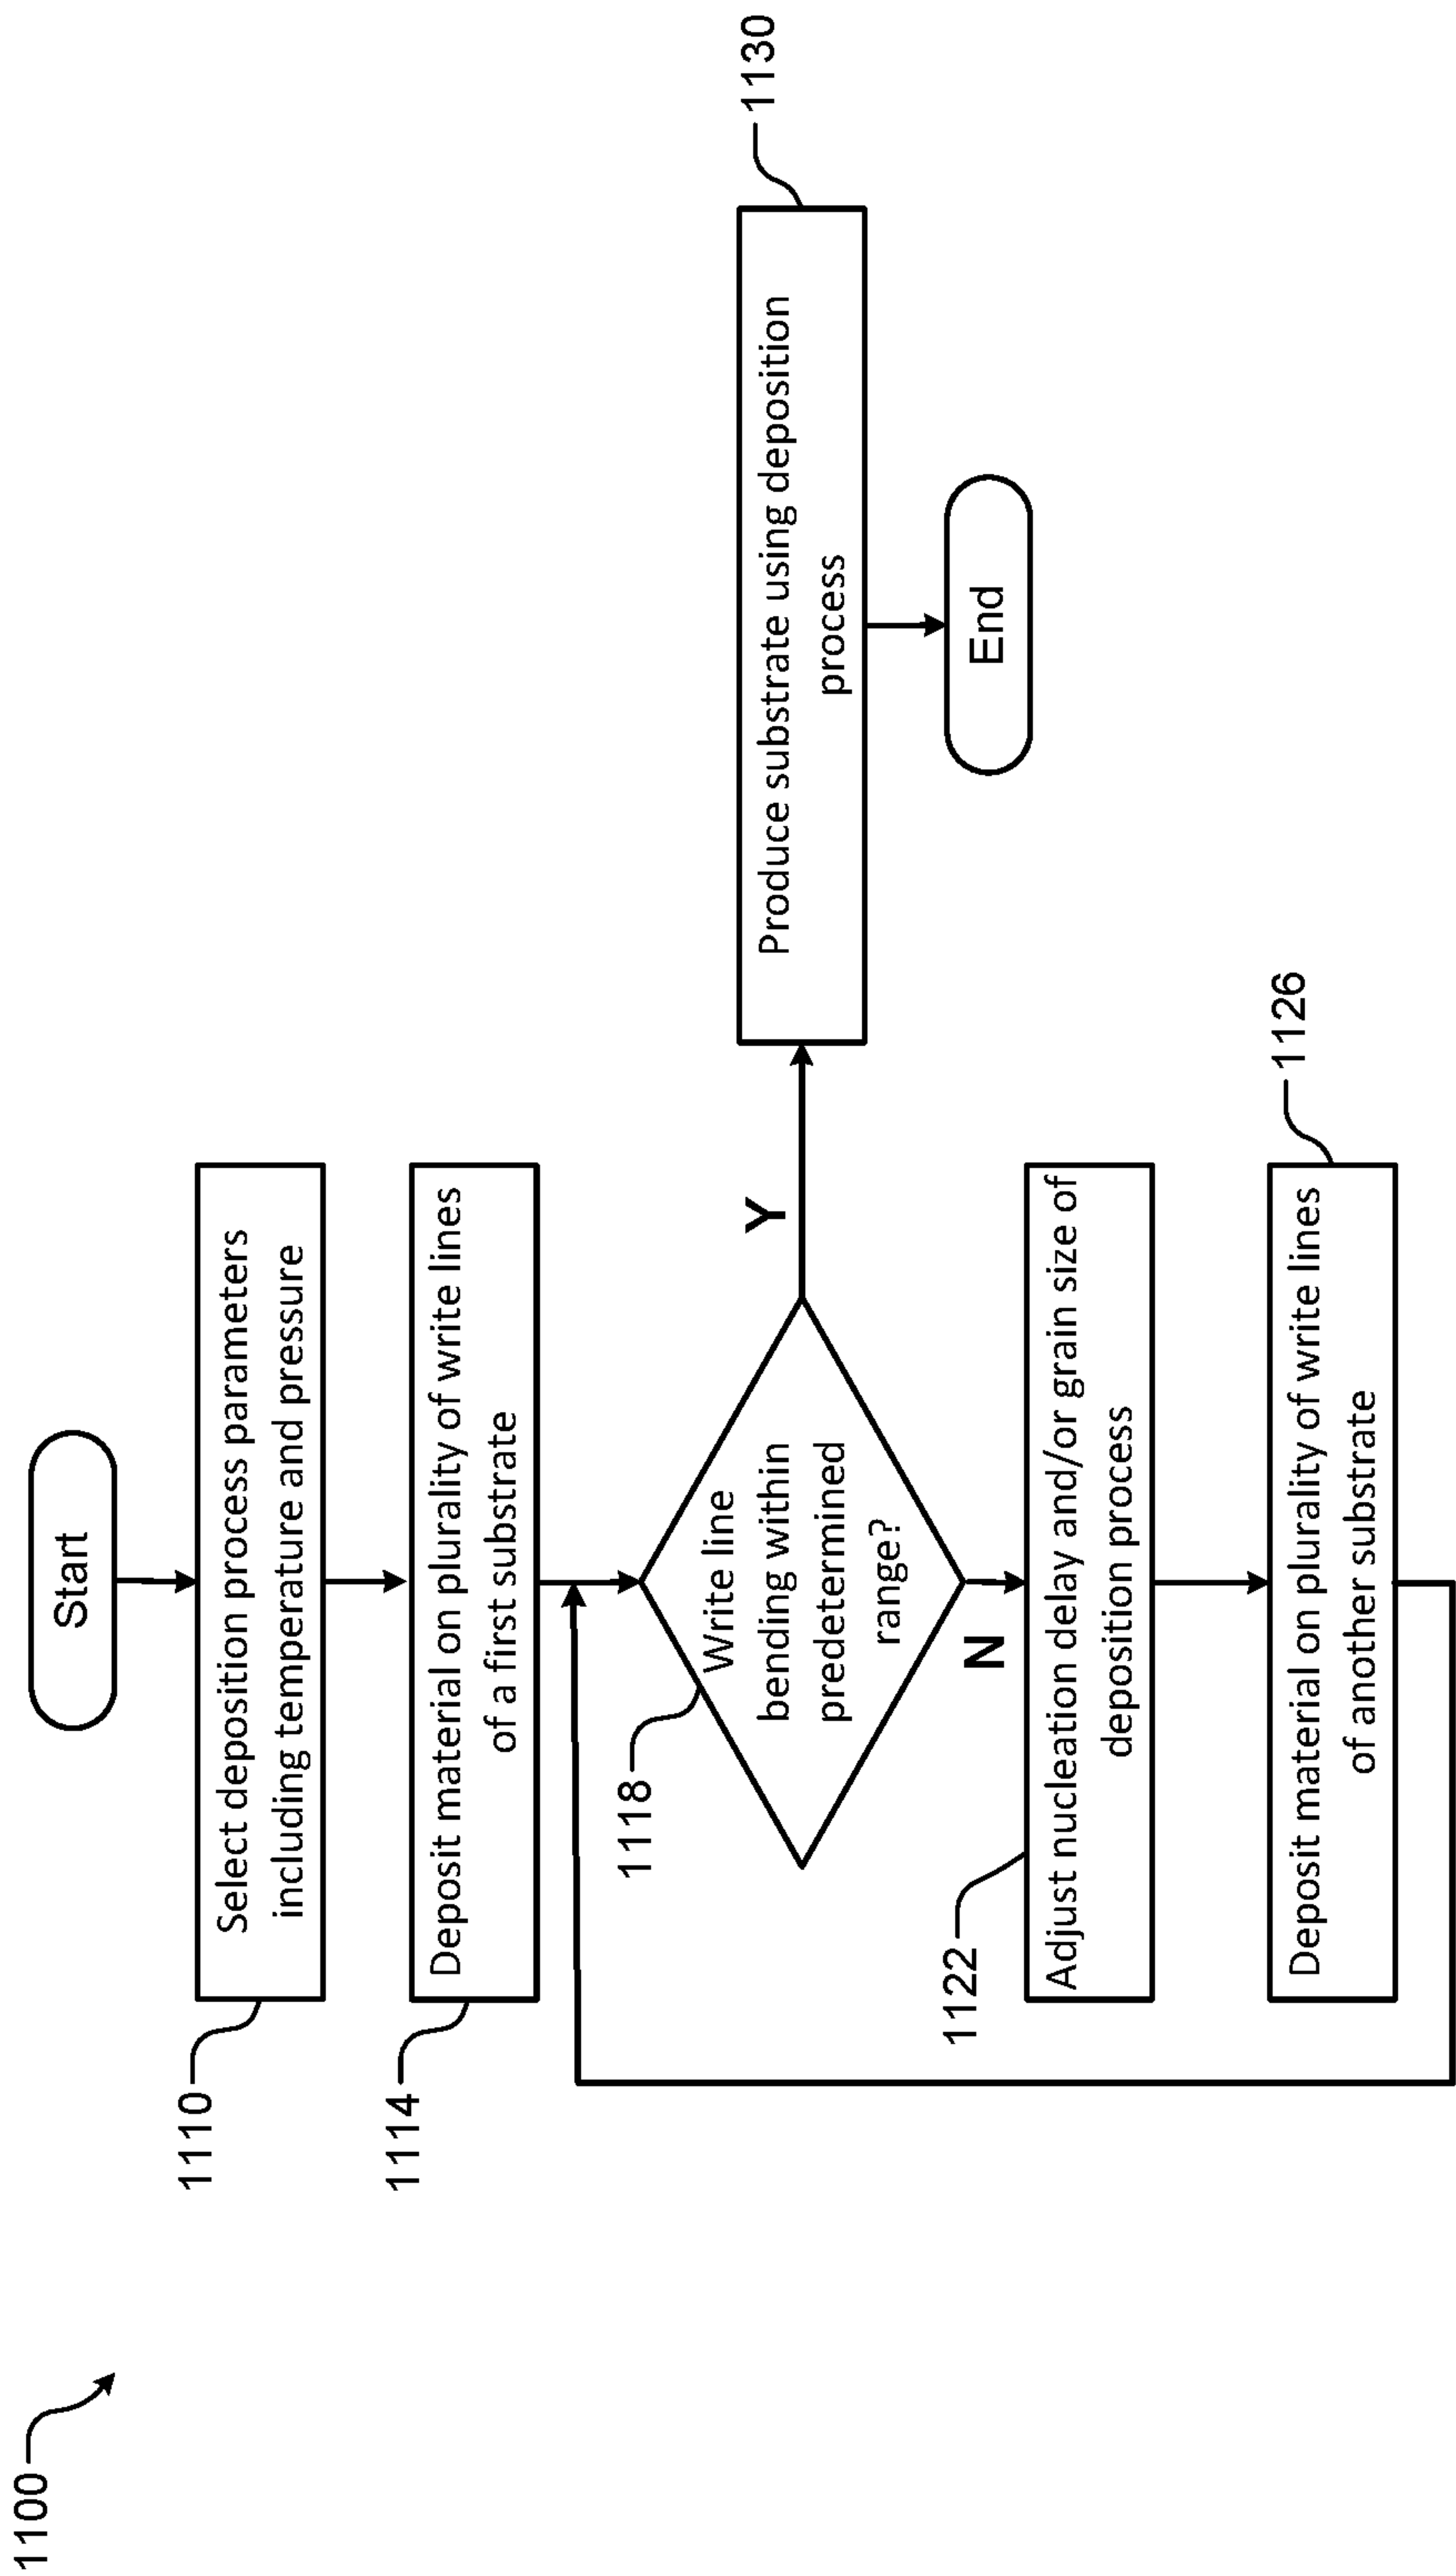 1100
Start
1110
Select deposition process parameters
including temperature and pressure
1114
Deposit material on plurality of write lines
of a first substrate
1118
Write line
bending within
predetermined
range?
Y
N
1130
Produce substrate using deposition
process
End
1122
Adjust nucleation delay and/or grain size of
deposition process
1126
Deposit material on plurality of write lines
of another substrate